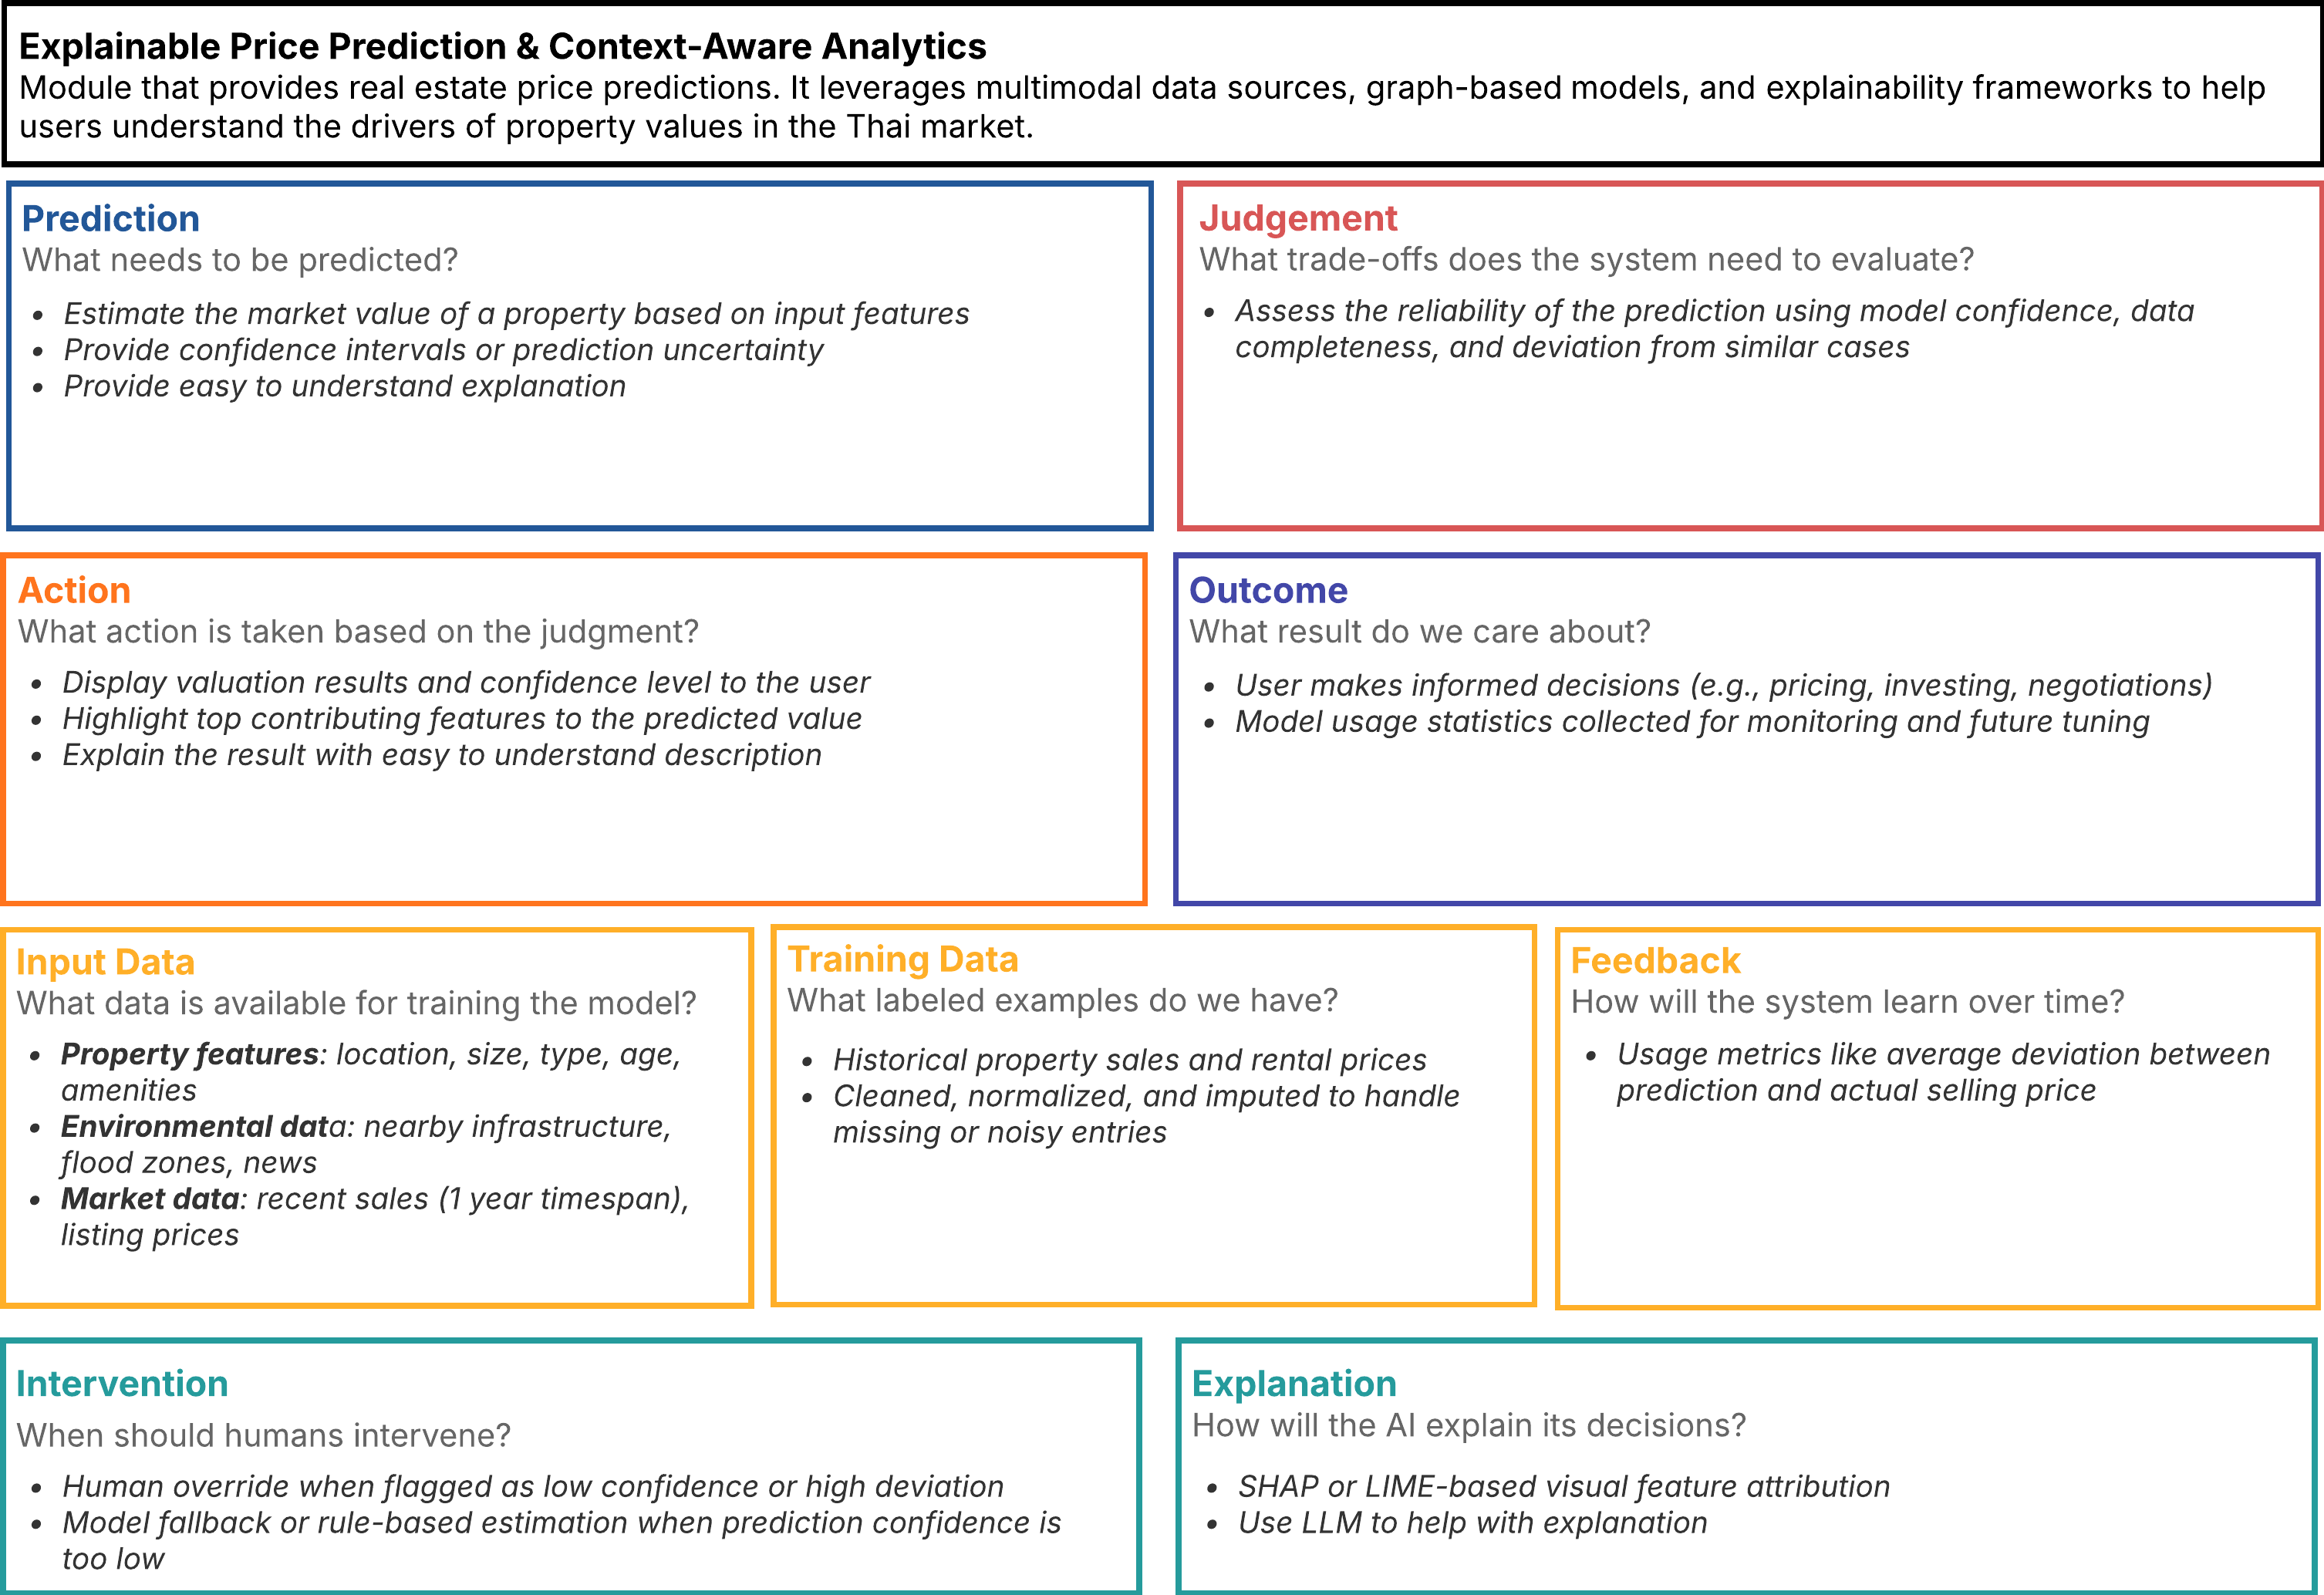 Explainable Price Prediction & Context-Aware Analytics
Module that provides real estate price predictions. It leverages multimodal data sources, graph-based models, and explainability frameworks to help
users understand the drivers of property values in the Thai market.
Prediction
What needs to be predicted?
• Estimate the market value of a property based on input features
• Provide confidence intervals or prediction uncertainty
• Provide easy to understand explanation
Judgement
What trade-offs does the system need to evaluate?
• Assess the reliability of the prediction using model confidence, data
completeness, and deviation from similar cases
Action
What action is taken based on the judgment?
• Display valuation results and confidence level to the user
• Highlight top contributing features to the predicted value
• Explain the result with easy to understand description
Outcome
What result do we care about?
• User makes informed decisions (e.g., pricing, investing, negotiations)
• Model usage statistics collected for monitoring and future tuning
Input Data
What data is available for training the model?
• Property features: location, size, type, age,
amenities
• Environmental data: nearby infrastructure,
flood zones, news
• Market data: recent sales (1 year timespan),
listing prices
Training Data
What labeled examples do we have?
• Historical property sales and rental prices
• Cleaned, normalized, and imputed to handle
missing or noisy entries
Feedback
How will the system learn over time?
• Usage metrics like average deviation between
prediction and actual selling price
Intervention
When should humans intervene?
• Human override when flagged as low confidence or high deviation
• Model fallback or rule-based estimation when prediction confidence is
too low
Explanation
How will the AI explain its decisions?
• SHAP or LIME-based visual feature attribution
• Use LLM to help with explanation